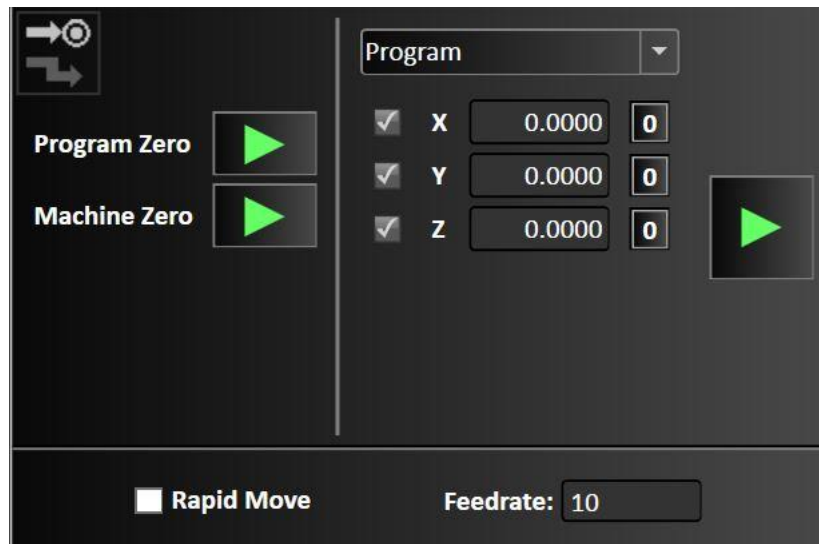 Program
Program Zero
Machine Zero
X 0.0000 0
Y 0.0000 0
Z 0.0000 0
Rapid Move
Feedrate: 10